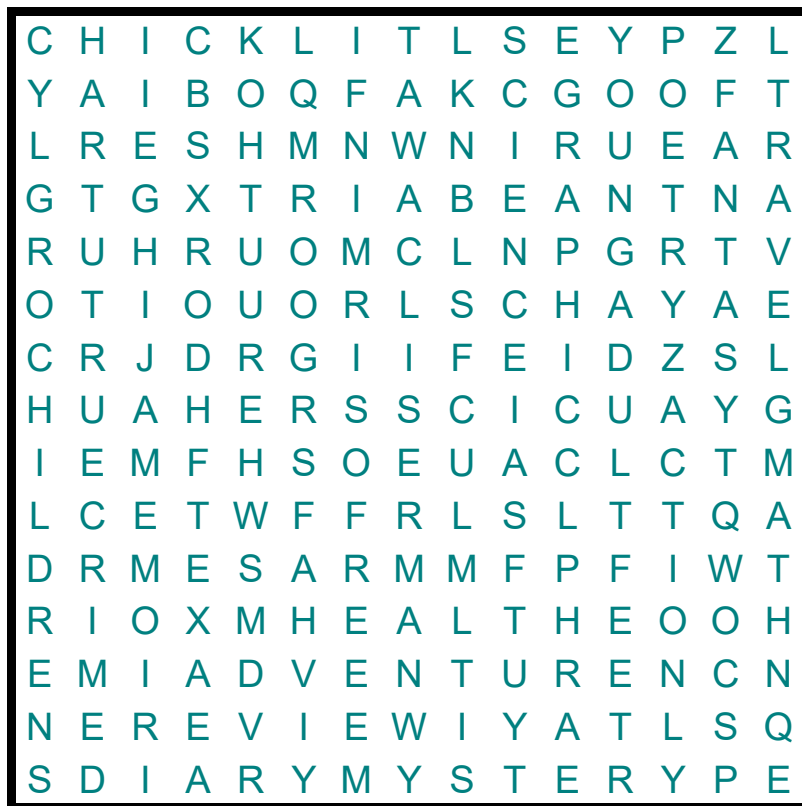 C H I C K L I T L S E Y P Z L
Y A I B O Q F A K C G O O F T
L R E S H M N W N I R U E A R
G T G X T R I A B E A N T N A
R U H R U O M C L N P G R T V
O T I O U O R L S C H A Y A E
C R J D R G I I F E I D Z S L
H U A H E R S S C I C U A Y G
I E M F H S O E U A C L C T M
L C E T W F F R L S L T T Q A
D R M E S A R M M F P F I W T
R I O X M H E A L T H E O O H
E M I A D V E N T U R E N C N
N E R E V I E W I Y A T L S Q
S D I A R Y M Y S T E R Y P E